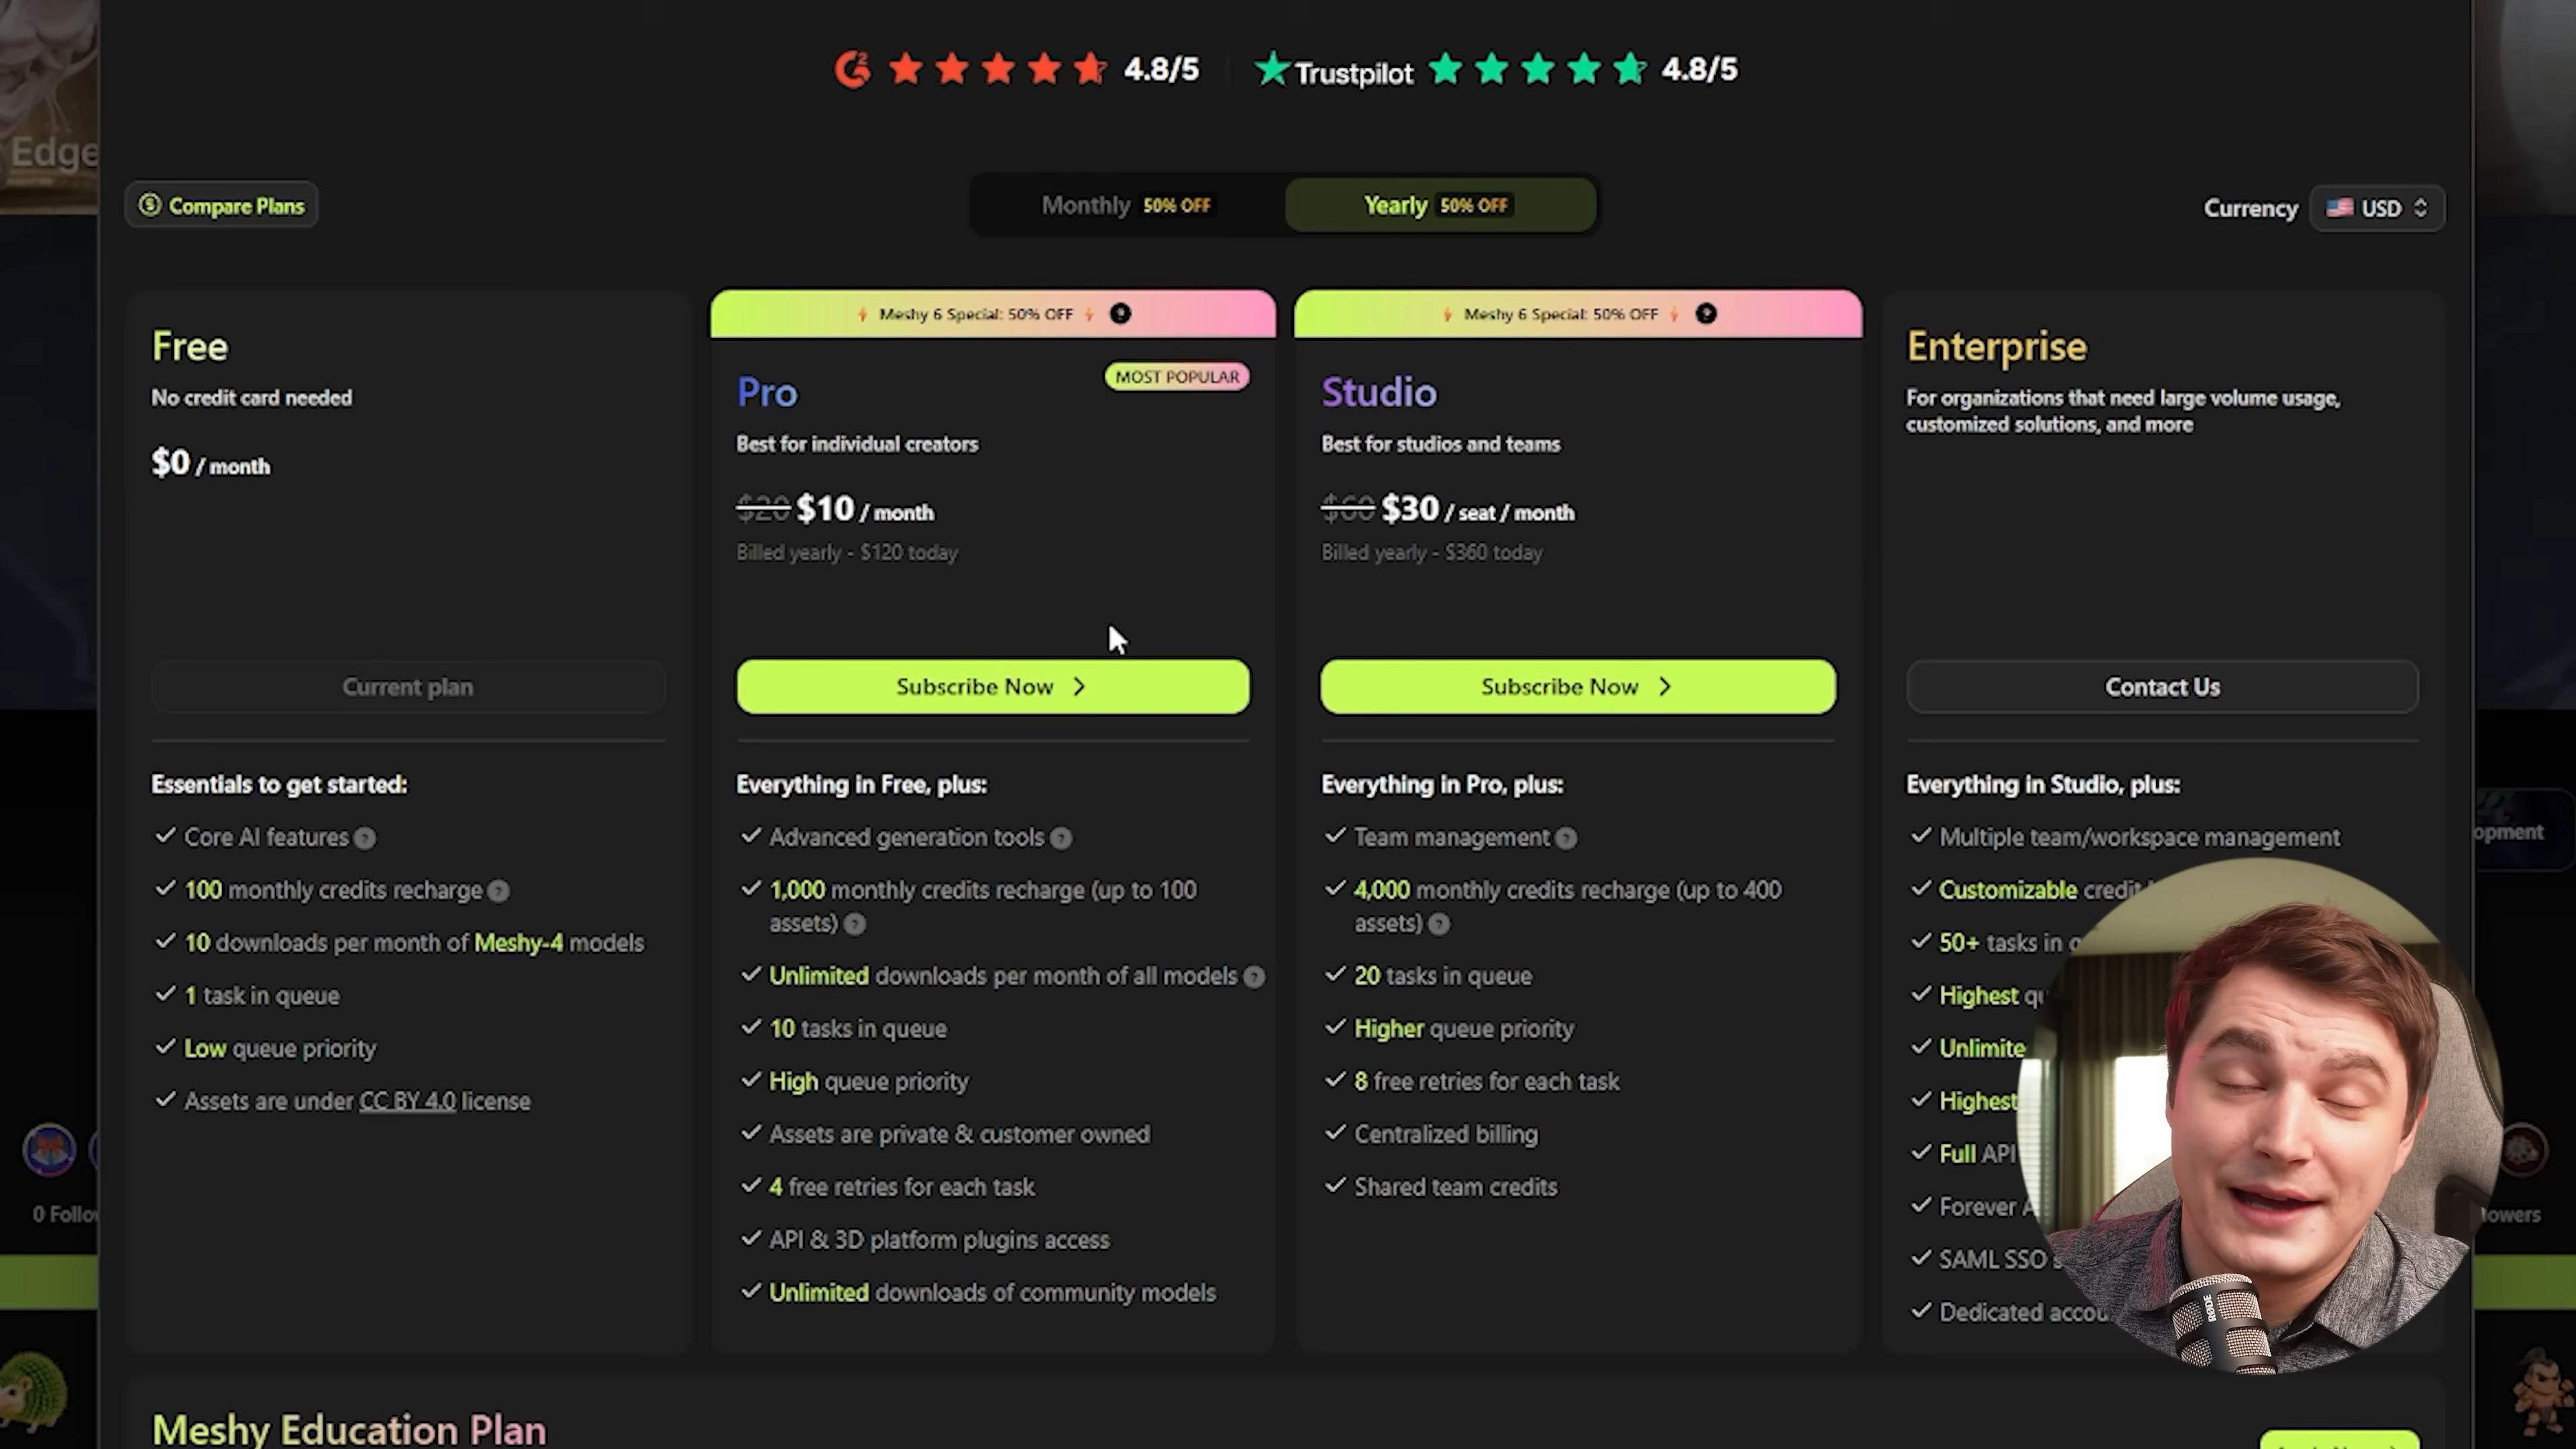 Edge
G2 4.8/5
Trustpilot 4.8/5
Compare Plans
Monthly 50% OFF
Yearly 50% OFF
Currency USD
Free
No credit card needed
$0 / month
Current plan
Essentials to get started:
Core AI features
100 monthly credits recharge
10 downloads per month of Meshy-4 models
1 task in queue
Low queue priority
Assets are under CC BY 4.0 license
Meshy 6 Special: 50% OFF
Pro
MOST POPULAR
Best for individual creators
$20 $10 / month
Billed yearly - $120 today
Subscribe Now
Everything in Free, plus:
Advanced generation tools
1,000 monthly credits recharge (up to 100
assets)
Unlimited downloads per month of all models
10 tasks in queue
High queue priority
Assets are private & customer owned
4 free retries for each task
API & 3D platform plugins access
Unlimited downloads of community models
Meshy 6 Special: 50% OFF
Studio
Best for studios and teams
$60 $30 / seat / month
Billed yearly - $360 today
Subscribe Now
Everything in Pro, plus:
Team management
4,000 monthly credits recharge (up to 400
assets)
20 tasks in queue
Higher queue priority
8 free retries for each task
Centralized billing
Shared team credits
Enterprise
For organizations that need large volume usage,
customized solutions, and more
Contact Us
Everything in Studio, plus:
Multiple team/workspace management
Customizable credit
50+ tasks in
Highest
Unlimite
Highest
Full API
Forever
SAML SSO
Dedicated
opment
0 Follow
lowers
RØDE
Meshy Education Plan